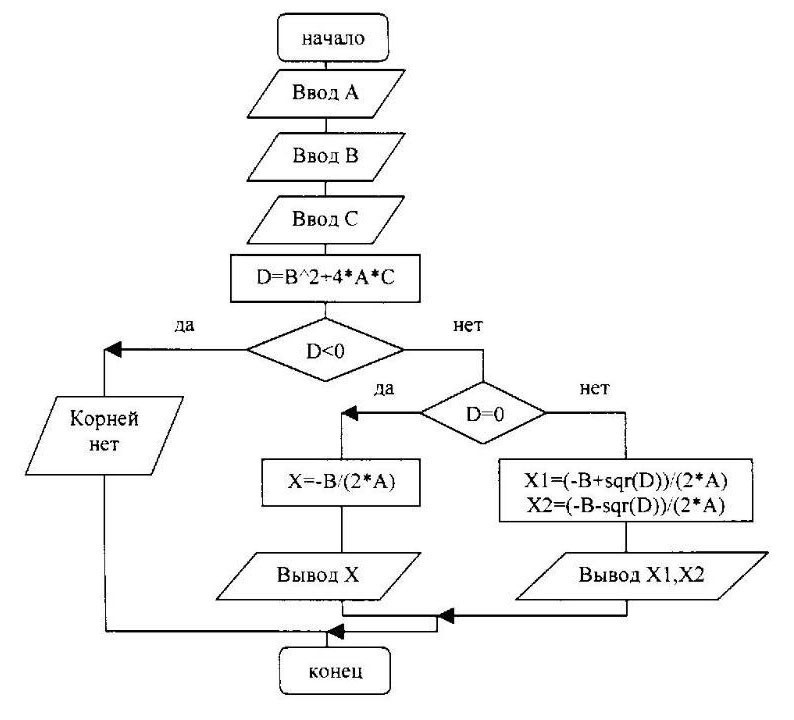 начало
Ввод A
Ввод B
Ввод C
D=B^2+4*A*C
да
нет
D<0
да
нет
Корней
нет
D=0
X=-B/(2*A)
X1=(-B+sqr(D))/(2*A)
X2=(-B-sqr(D))/(2*A)
Вывод X
Вывод X1,X2
конец